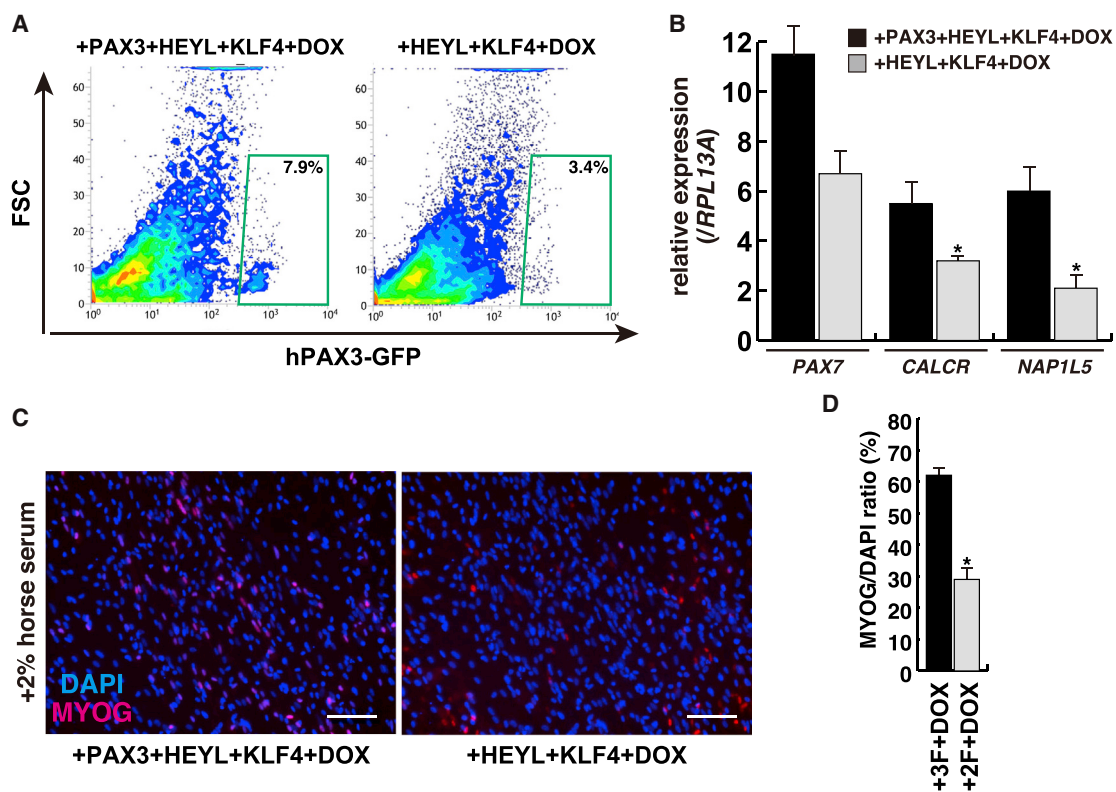 A
+PAX3+HEYL+KLF4+DOX
+HEYL+KLF4+DOX
FSC
60
50
40
30
20
10
0
7.9%
10⁰
10¹
10²
10³
10⁴
60
50
40
30
20
10
0
3.4%
10⁰
10¹
10²
10³
10⁴
hPAX3-GFP
B
+PAX3+HEYL+KLF4+DOX
+HEYL+KLF4+DOX
relative expression
(/RPL13A)
12
10
8
6
4
2
0
*
*
PAX7
CALCR
NAP1L5
C
+2% horse serum
DAPI
MYOG
+PAX3+HEYL+KLF4+DOX
+HEYL+KLF4+DOX
D
MYOG/DAPI ratio (%)
80
70
60
50
40
30
20
10
0
*
+3F+DOX
+2F+DOX